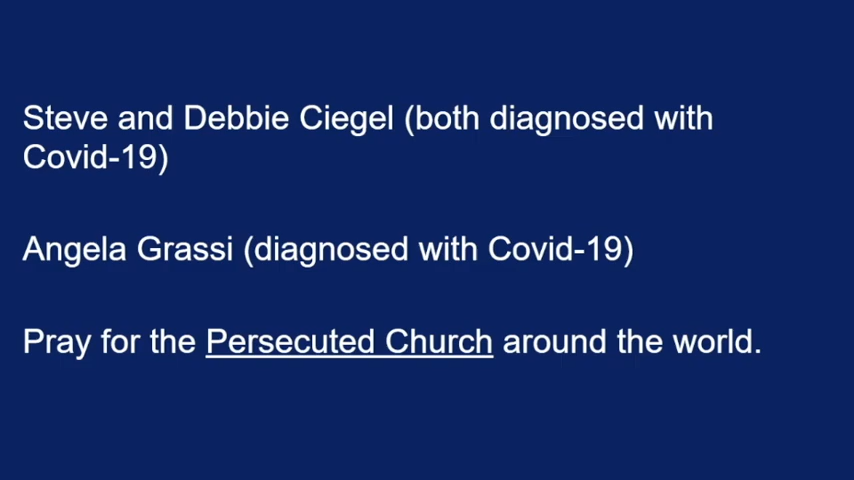 Steve and Debbie Ciegel (both diagnosed with
Covid-19)
Angela Grassi (diagnosed with Covid-19)
Pray for the Persecuted Church around the world.